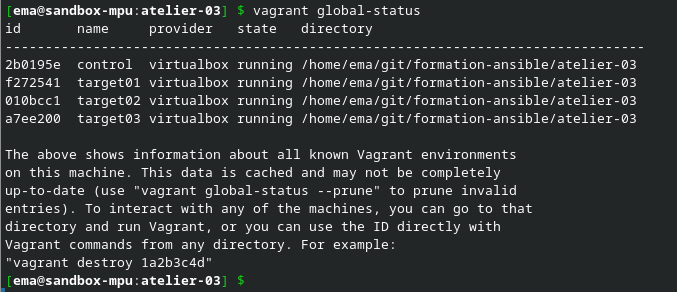 [ema@sandbox-mpu:atelier-03] $ vagrant global-status
id       name     provider   state   directory
--------------------------------------------------------------------------------
2b0195e  control  virtualbox running /home/ema/git/formation-ansible/atelier-03
f272541  target01 virtualbox running /home/ema/git/formation-ansible/atelier-03
010bcc1  target02 virtualbox running /home/ema/git/formation-ansible/atelier-03
a7ee200  target03 virtualbox running /home/ema/git/formation-ansible/atelier-03

The above shows information about all known Vagrant environments
on this machine. This data is cached and may not be completely
up-to-date (use "vagrant global-status --prune" to prune invalid
entries). To interact with any of the machines, you can go to that
directory and run Vagrant, or you can use the ID directly with
Vagrant commands from any directory. For example:
"vagrant destroy 1a2b3c4d"
[ema@sandbox-mpu:atelier-03] $